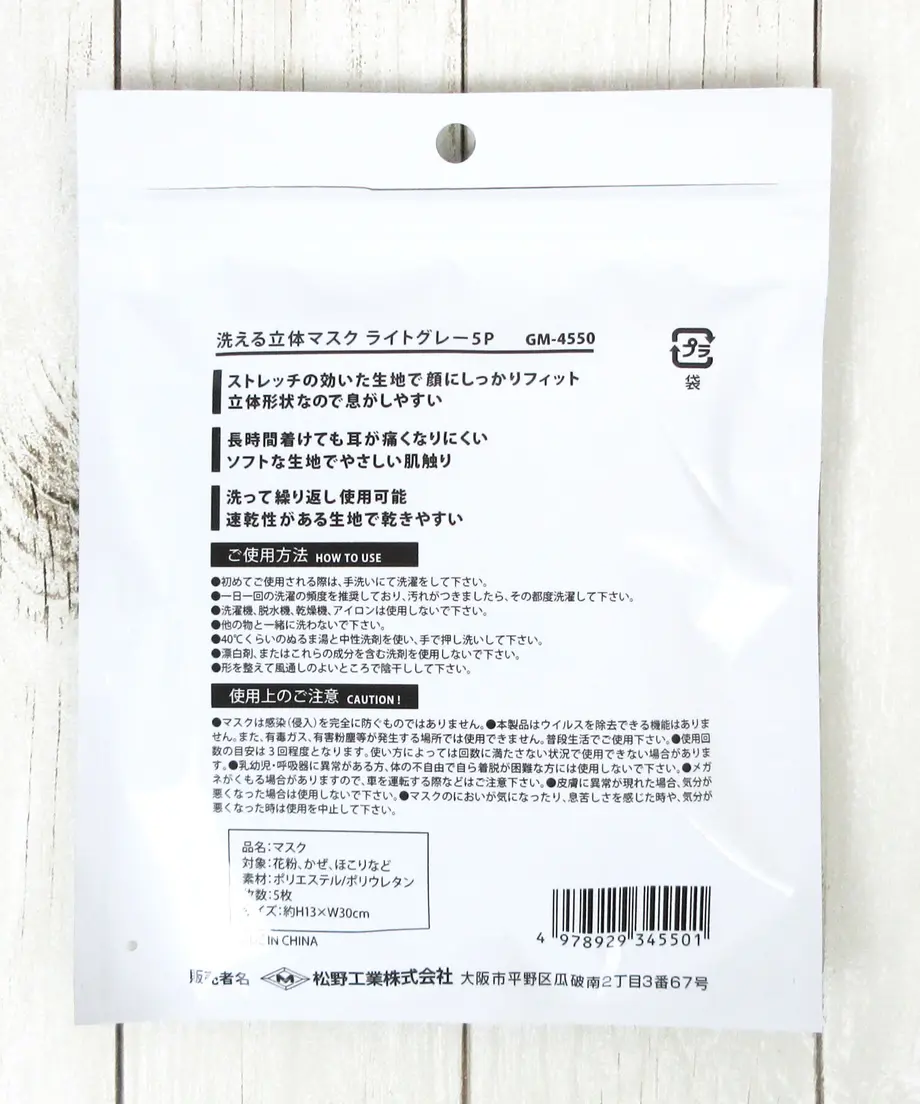 洗える立体マスク ライトグレー5P GM-4550
プラ
袋
ストレッチの効いた生地で顔にしっかりフィット
立体形状なので息がしやすい
長時間着けても耳が痛くなりにくい
ソフトな生地でやさしい肌触り
洗って繰り返し使用可能
速乾性がある生地で乾きやすい
ご使用方法 HOW TO USE
●初めてご使用される際は、手洗いにて洗濯をして下さい。
●一日一回の洗濯の頻度を推奨しており、汚れがつきましたら、その都度洗濯して下さい。
●洗濯機、脱水機、乾燥機、アイロンは使用しないで下さい。
●他の物と一緒に洗わないで下さい。
●40℃くらいのぬるま湯と中性洗剤を使い、手で押し洗いして下さい。
●漂白剤、またはこれらの成分を含む洗剤を使用しないで下さい。
●形を整えて風通しのよいところで陰干しして下さい。
使用上のご注意 CAUTION!
●マスクは感染(侵入)を完全に防ぐものではありません。●本製品はウイルスを除去できる機能はありま
せん。また、有毒ガス、有害粉塵等が発生する場所では使用できません。普段生活でご使用下さい。●使用回
数の目安は3回程度となります。使い方によっては回数に満たさない状況で使用できない場合がありま
す。●乳幼児・呼吸器に異常がある方、体の不自由で自ら着脱が困難な方には使用しないで下さい。●メガ
ネがくもる場合がありますので、車を運転する際などはご注意下さい。●皮膚に異常が現れた場合、気分が
悪くなった場合は使用しないで下さい。●マスクのにおいが気になったり、息苦しさを感じた時や、気分が
悪くなった時は使用を中止して下さい。
品名:マスク
対象:花粉、かぜ、ほこりなど
素材:ポリエステル/ポリウレタン
枚数:5枚
サイズ:約H13×W30cm
IN CHINA
4 978929 345501
販売者名 M 松野工業株式会社 大阪市平野区瓜破南2丁目3番67号